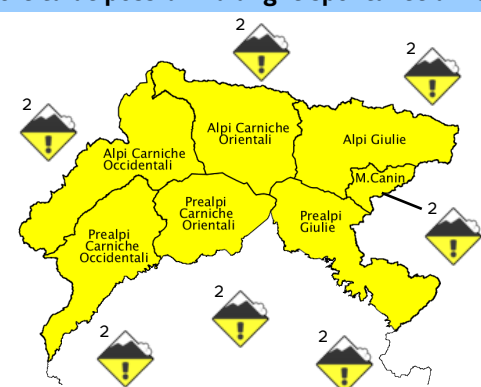 2
2
2
Alpi Carniche
Orientali
Alpi Giulie
Alpi Carniche
Occidentali
M.Canin
2
Prealpi
Carniche
Orientali
Prealpi
Giulie
Prealpi
Carniche
Occidentali
2
2
2